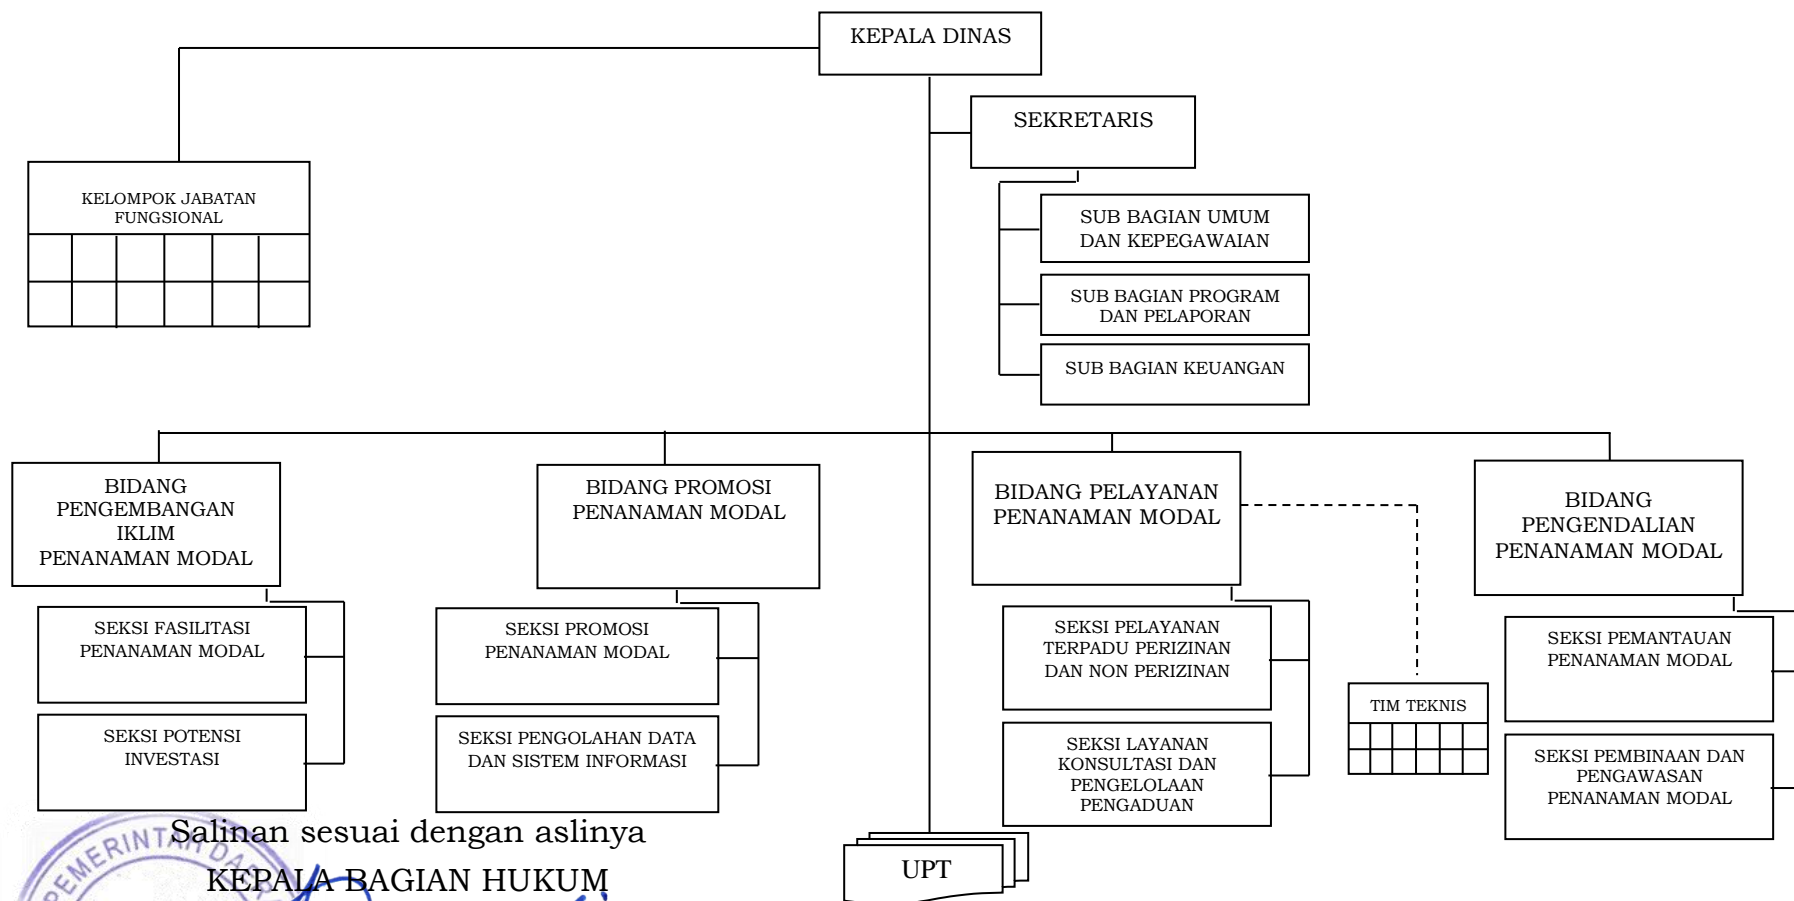 KEPALA DINAS
SEKRETARIS
KELOMPOK JABATAN
FUNGSIONAL
SUB BAGIAN UMUM
DAN KEPEGAWAIAN
SUB BAGIAN PROGRAM
DAN PELAPORAN
SUB BAGIAN KEUANGAN
BIDANG
PENGEMBANGAN
IKLIM
PENANAMAN MODAL
BIDANG PROMOSI
PENANAMAN MODAL
BIDANG PELAYANAN
PENANAMAN MODAL
BIDANG
PENGENDALIAN
PENANAMAN MODAL
SEKSI FASILITASI
PENANAMAN MODAL
SEKSI POTENSI
INVESTASI
SEKSI PROMOSI
PENANAMAN MODAL
SEKSI PENGOLAHAN DATA
DAN SISTEM INFORMASI
SEKSI PELAYANAN
TERPADU PERIZINAN
DAN NON PERIZINAN
SEKSI LAYANAN
KONSULTASI DAN
PENGELOLAAN
PENGADUAN
TIM TEKNIS
SEKSI PEMANTAUAN
PENANAMAN MODAL
SEKSI PEMBINAAN DAN
PENGAWASAN
PENANAMAN MODAL
UPT
Salinan sesuai dengan aslinya
KEPALA BAGIAN HUKUM
PEMERINTAH